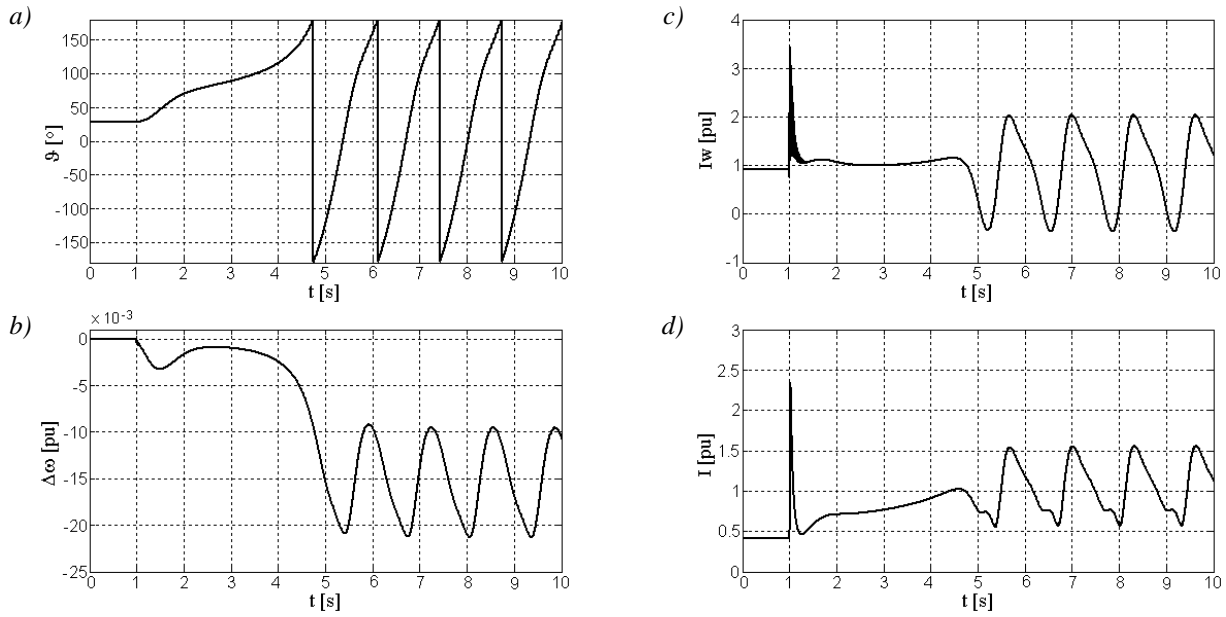 a)
150
100
50
0
-50
-100
-150
ϑ [°]
0 1 2 3 4 5 6 7 8 9 10
t [s]
b)
× 10⁻³
0
-5
-10
-15
-20
-25
Δω [pu]
0 1 2 3 4 5 6 7 8 9 10
t [s]
c)
4
3
2
1
0
-1
Iw [pu]
0 1 2 3 4 5 6 7 8 9 10
t [s]
d)
3
2.5
2
1.5
1
0.5
0
I [pu]
0 1 2 3 4 5 6 7 8 9 10
t [s]